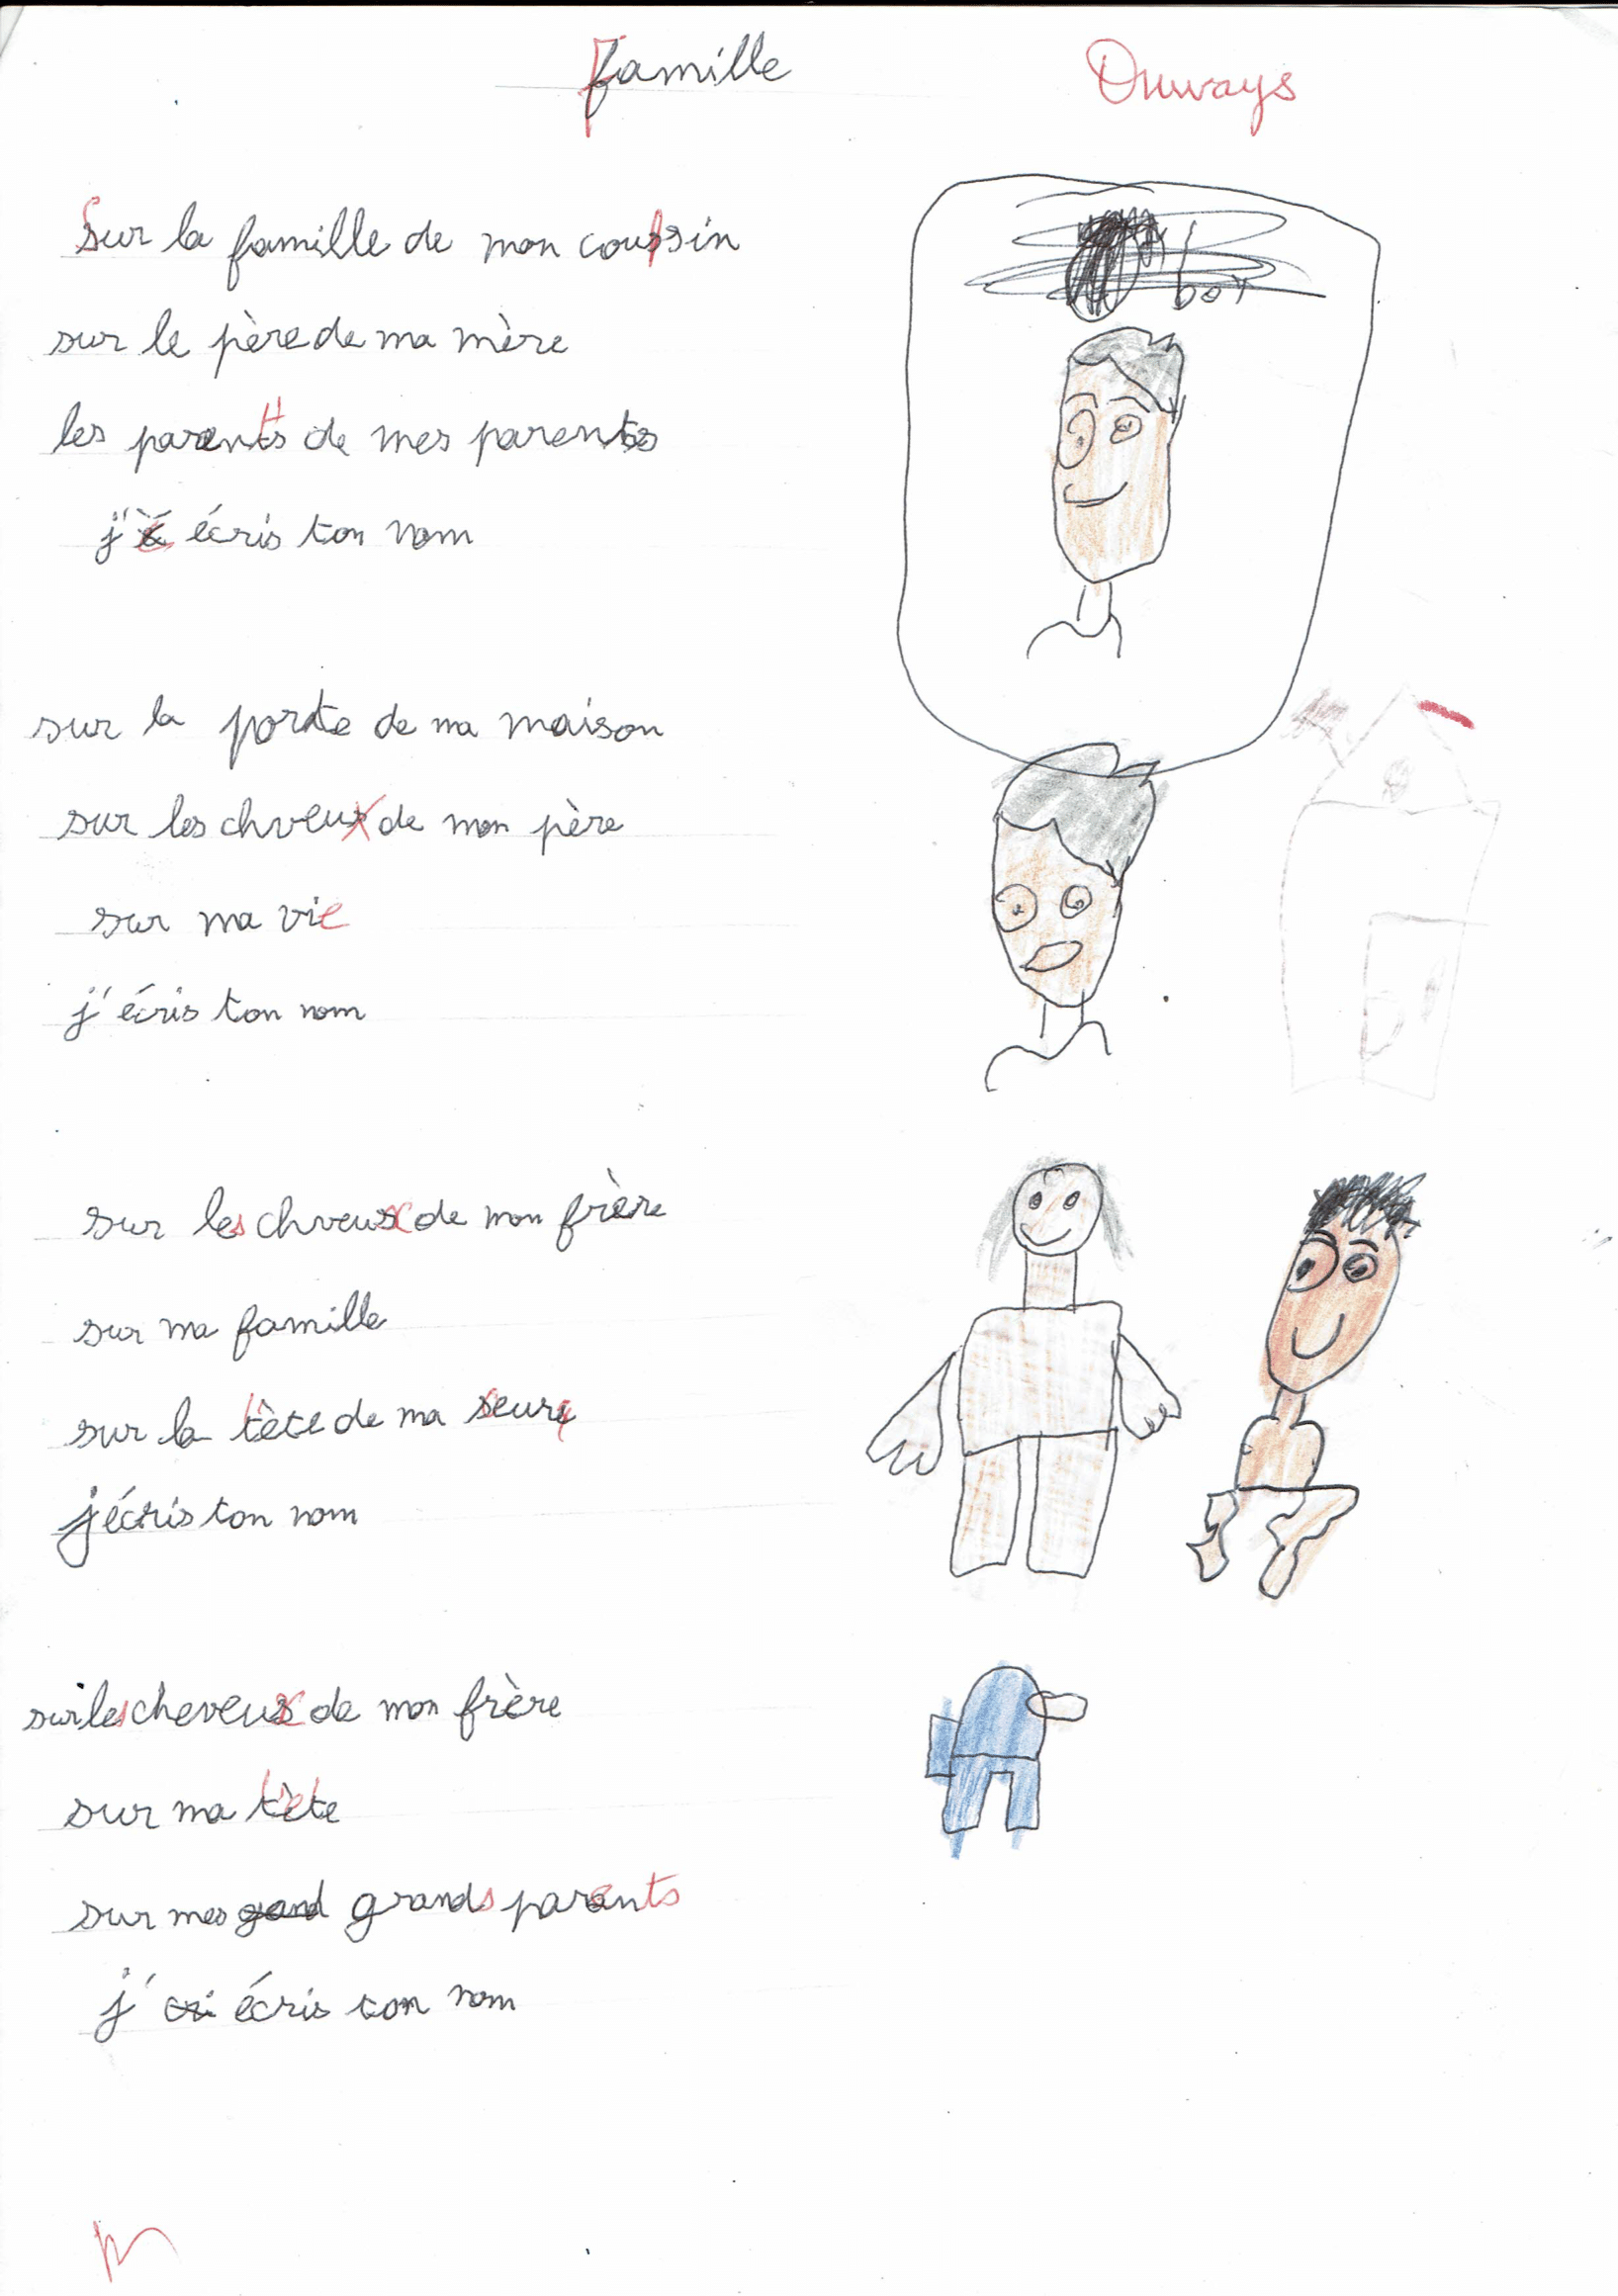 Famille
Ouways
Sur la famille de mon cousin
sur le père de ma mère
les parents de mes parents
j' écris ton nom
sur la porte de ma maison
sur les chveux de mon père
sur ma vie
j'écris ton nom
sur les chveux de mon frère
sur ma famille
sur la tête de ma seur
j'écris ton nom
sur les cheveux de mon frère
sur ma tête
sur mes grands parents
j' écris ton nom